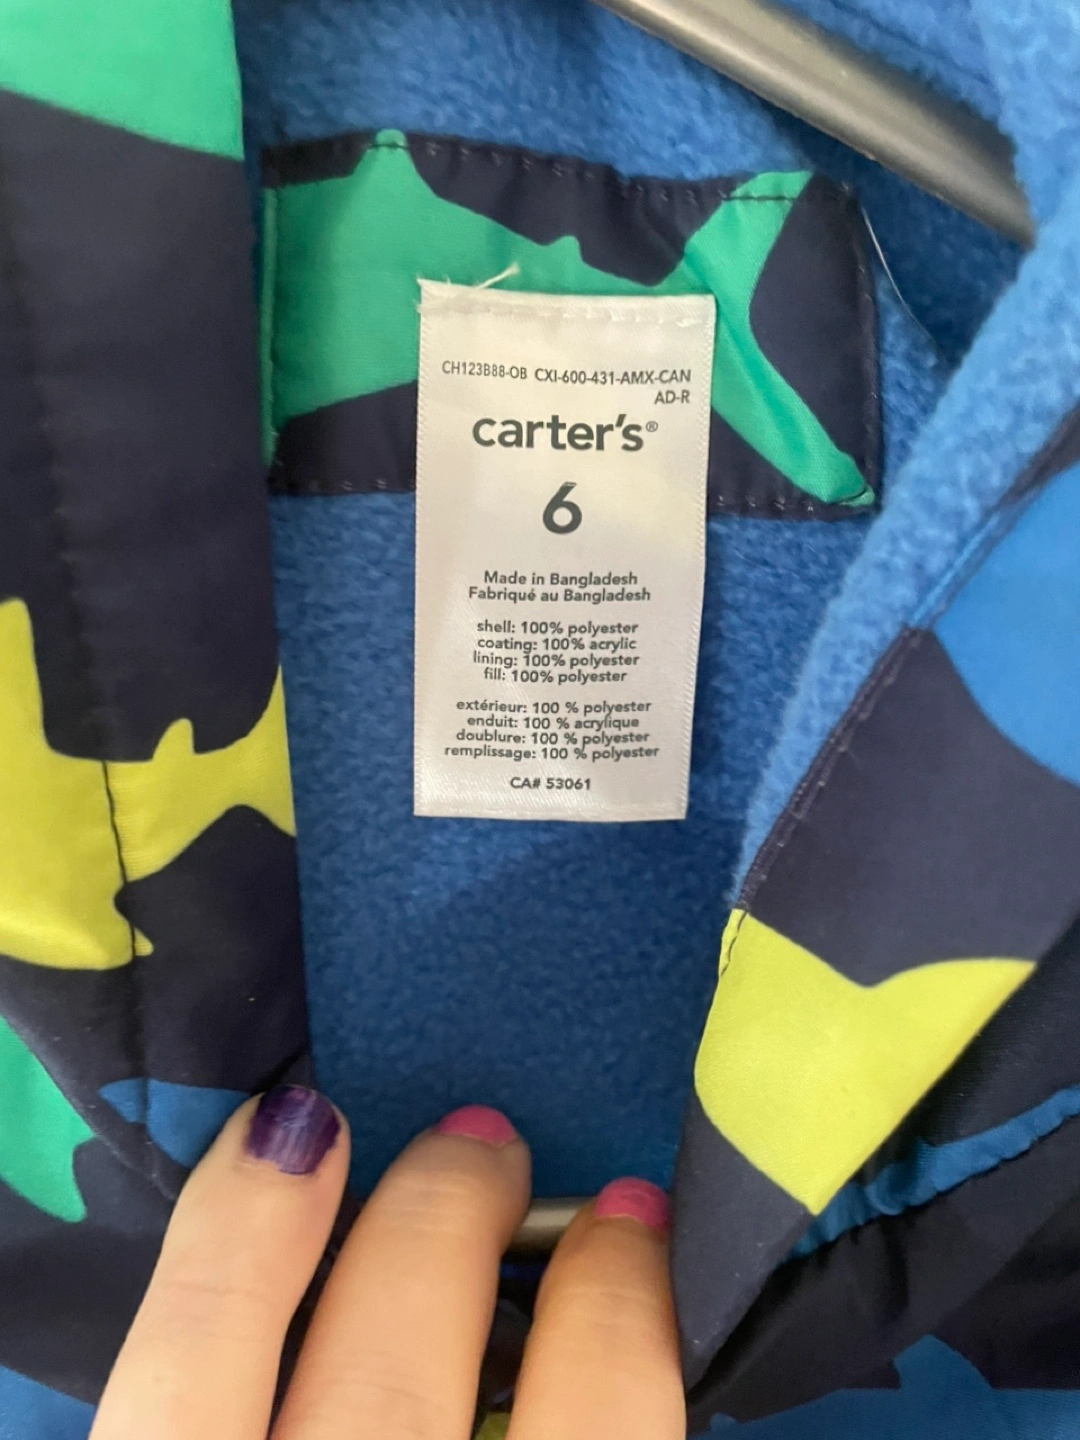 CH123B88-OB CXI-600-431-AMX-CAN
AD-R
carter's®
6
Made in Bangladesh
Fabriqué au Bangladesh
shell: 100% polyester
coating: 100% acrylic
lining: 100% polyester
fill: 100% polyester
extérieur: 100 % polyester
enduit: 100 % acrylique
doublure: 100 % polyester
remplissage: 100 % polyester
CA# 53061